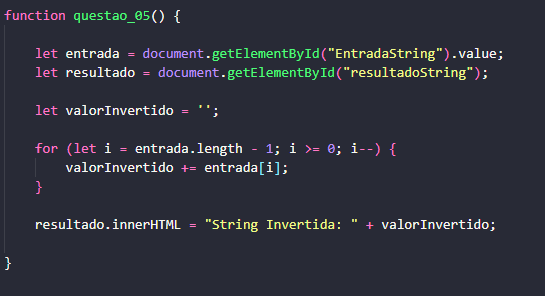 function questao_05() {
let entrada = document.getElementById("EntradaString").value;
let resultado = document.getElementById("resultadoString");
let valorInvertido = '';
for (let i = entrada.length - 1; i >= 0; i--) {
valorInvertido += entrada[i];
}
resultado.innerHTML = "String Invertida: " + valorInvertido;
}